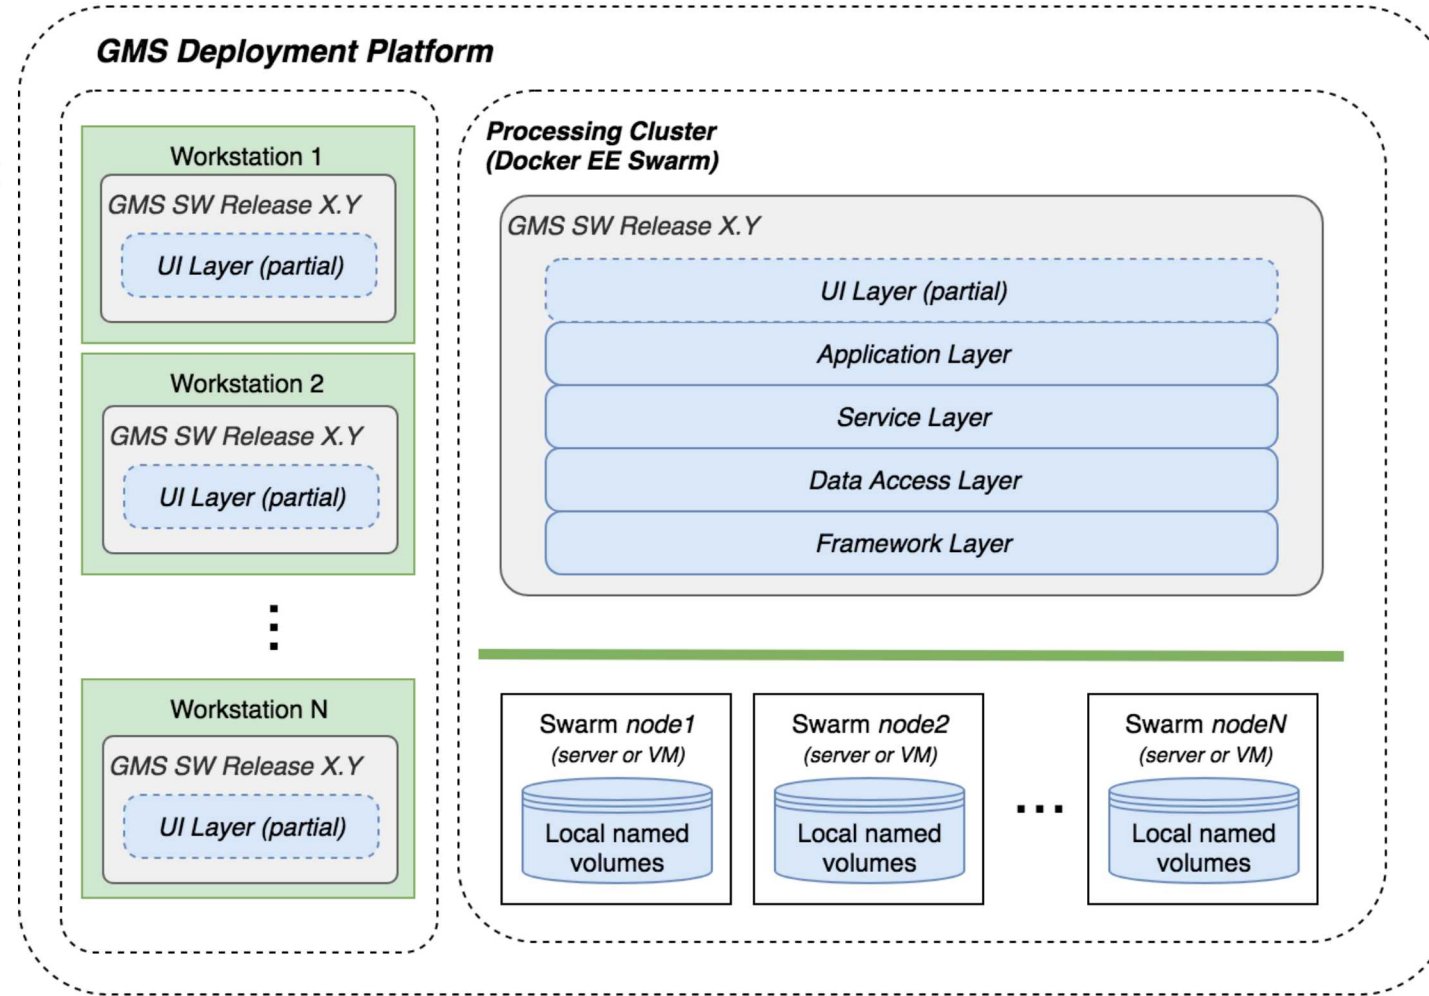 GMS Deployment Platform
Workstation 1
GMS SW Release X.Y
UI Layer (partial)
Workstation 2
GMS SW Release X.Y
UI Layer (partial)
Workstation N
GMS SW Release X.Y
UI Layer (partial)
Processing Cluster
(Docker EE Swarm)
GMS SW Release X.Y
UI Layer (partial)
Application Layer
Service Layer
Data Access Layer
Framework Layer
Swarm node1
(server or VM)
Local named
volumes
Swarm node2
(server or VM)
Local named
volumes
...
Swarm nodeN
(server or VM)
Local named
volumes